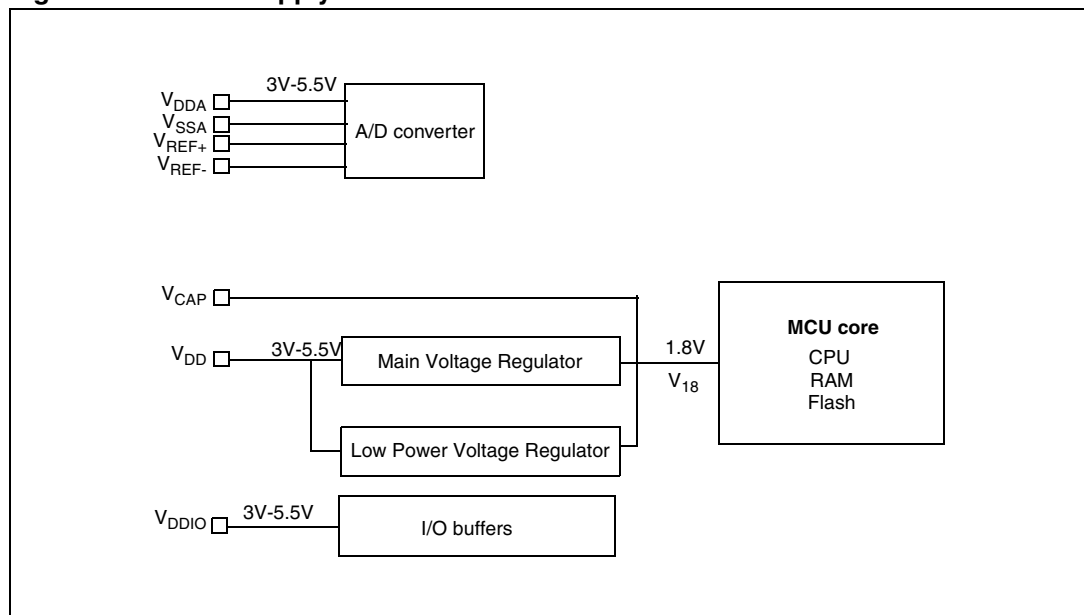 3V-5.5V
VDDA
VSSA
VREF+
VREF-
A/D converter
VCAP
VDD
3V-5.5V
Main Voltage Regulator
Low Power Voltage Regulator
1.8V
V18
MCU core
CPU
RAM
Flash
VDDIO
3V-5.5V
I/O buffers